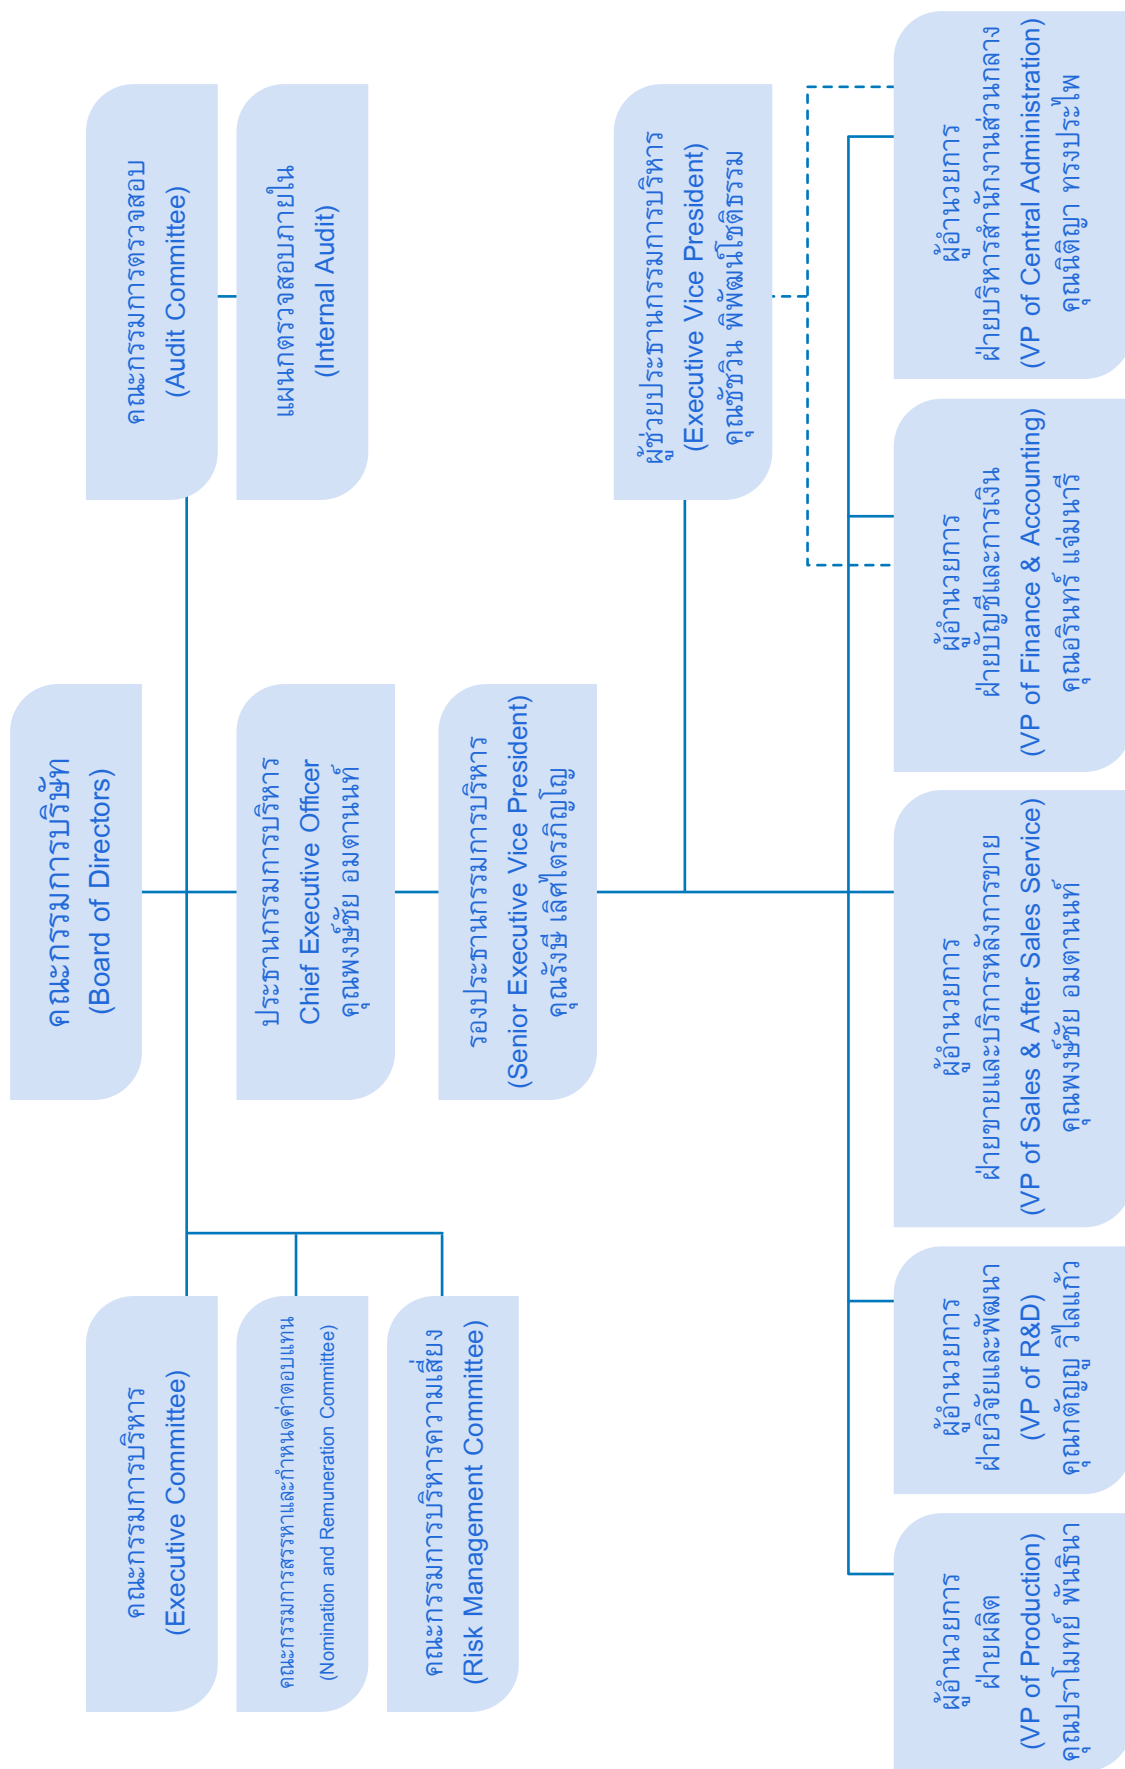 คณะกรรมการบริษัท
(Board of Directors)
คณะกรรมการบริหาร
(Executive Committee)
คณะกรรมการตรวจสอบ
(Audit Committee)
คณะกรรมการสรรหาและกำหนดค่าตอบแทน
(Nomination and Remuneration Committee)
ประธานกรรมการบริหาร
Chief Executive Officer
คุณพงษ์ชัย อมตานนท์
แผนกตรวจสอบภายใน
(Internal Audit)
คณะกรรมการบริหารความเสี่ยง
(Risk Management Committee)
รองประธานกรรมการบริหาร
(Senior Executive Vice President)
คุณรังษี เลิศไตรภิญโญ
ผู้ช่วยประธานกรรมการบริหาร
(Executive Vice President)
คุณชัชวิน พิพัฒน์โชติธรรม
ผู้อำนวยการ
ฝ่ายผลิต
(VP of Production)
คุณปราโมทย์ พันธินา
ผู้อำนวยการ
ฝ่ายวิจัยและพัฒนา
(VP of R&D)
คุณกตัญญู วิไลแก้ว
ผู้อำนวยการ
ฝ่ายขายและบริการหลังการขาย
(VP of Sales & After Sales Service)
คุณพงษ์ชัย อมตานนท์
ผู้อำนวยการ
ฝ่ายบัญชีและการเงิน
(VP of Finance & Accounting)
คุณอรินทร์ แจ่มนารี
ผู้อำนวยการ
ฝ่ายบริหารสำนักงานส่วนกลาง
(VP of Central Administration)
คุณนิติญา ทรงประไพ